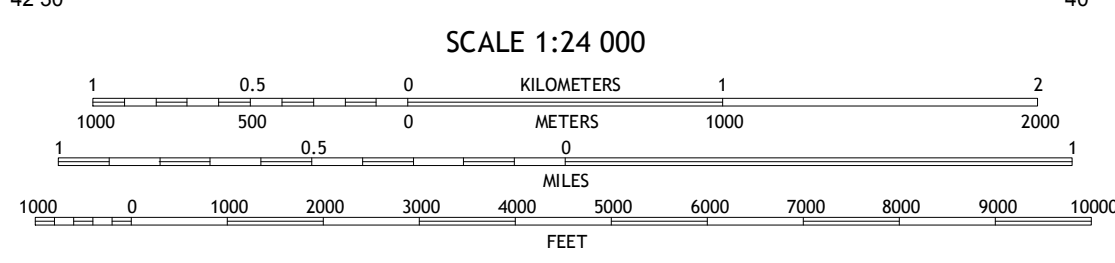 42'30"
40'
SCALE 1:24 000
1 0.5 0 KILOMETERS 1 2
1000 500 0 METERS 1000 2000
1 0.5 0 1
MILES
1000 0 1000 2000 3000 4000 5000 6000 7000 8000 9000 10000
FEET